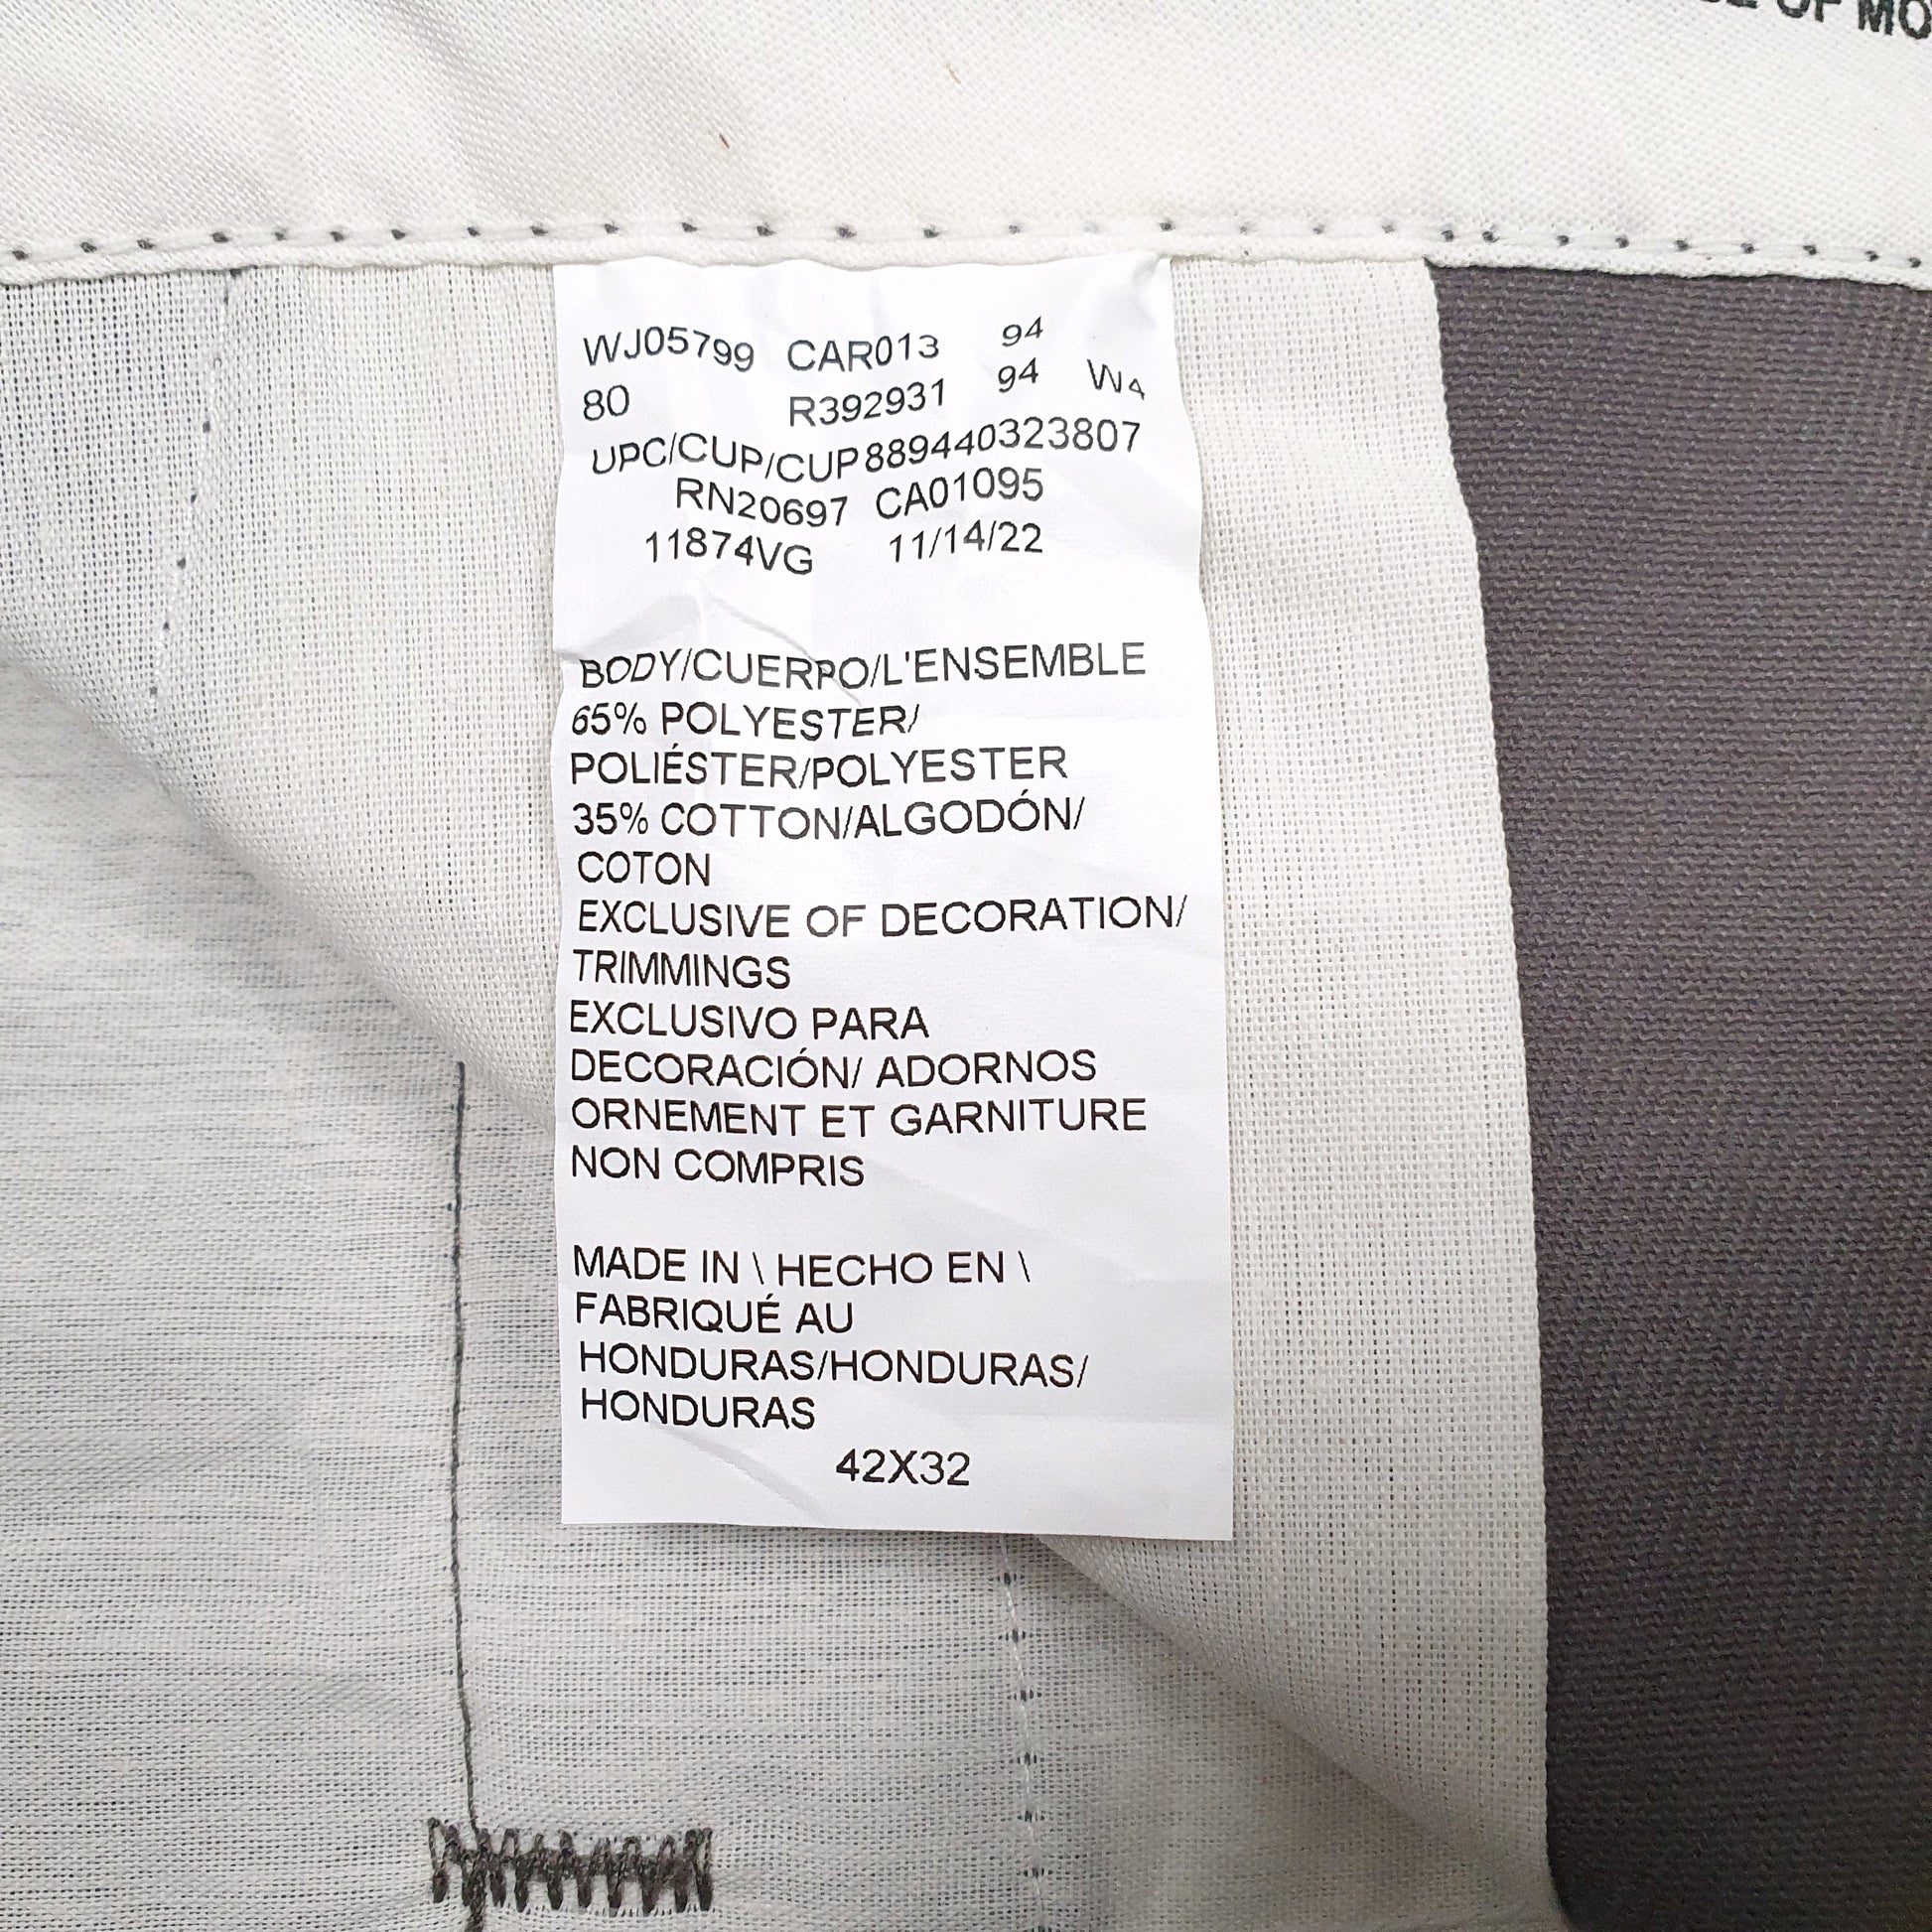 OF MO
WJ05799 CAR013 94
80 R392931 94 W4
UPC/CUP/CUP889440323807
RN20697 CA01095
11874VG 11/14/22
BODY/CUERPO/L'ENSEMBLE
65% POLYESTER/
POLIÉSTER/POLYESTER
35% COTTON/ALGODÓN/
COTON
EXCLUSIVE OF DECORATION/
TRIMMINGS
EXCLUSIVO PARA
DECORACIÓN/ ADORNOS
ORNEMENT ET GARNITURE
NON COMPRIS
MADE IN \ HECHO EN \
FABRIQUÉ AU
HONDURAS/HONDURAS/
HONDURAS
42X32